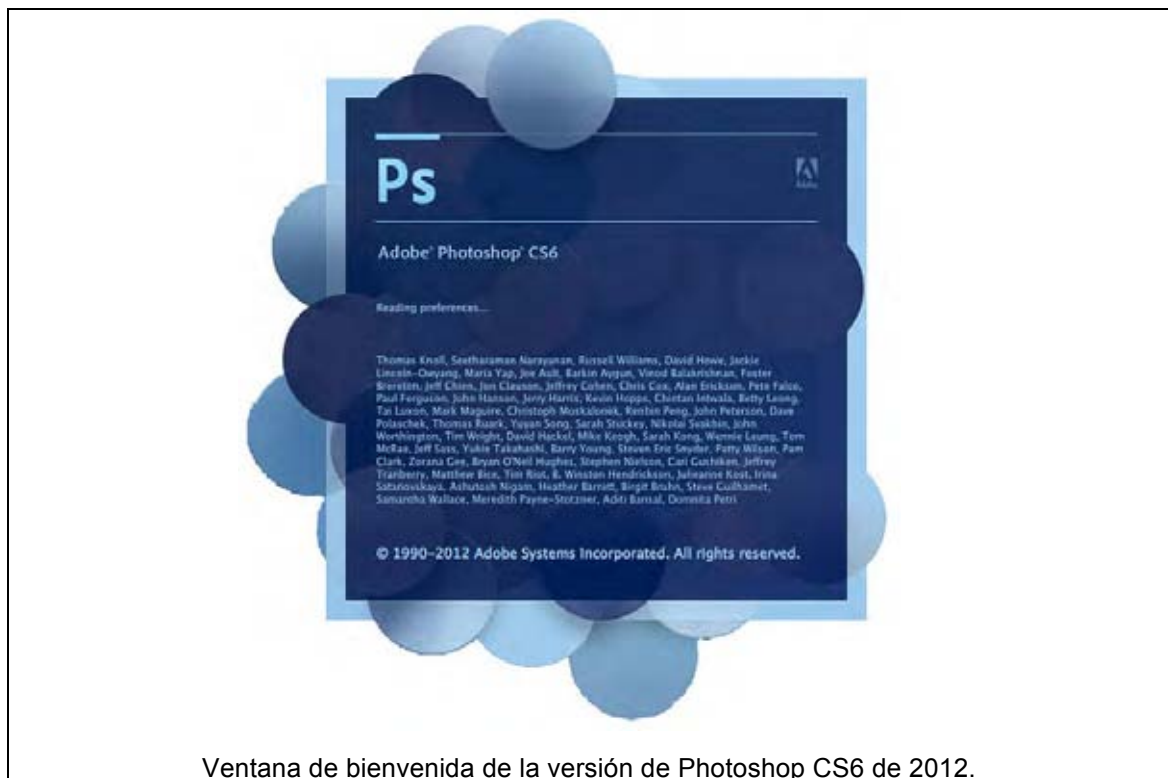 Ps
Adobe
Adobe® Photoshop® CS6
Reading preferences...
Thomas Knoll, Seetharaman Narayanan, Russell Williams, David Howe, Jackie
Lincoln-Owyang, Maria Yap, Joe Ault, Barkin Aygun, Vinod Balakrishnan, Foster
Brereton, Jeff Chien, Jon Clauson, Jeffrey Cohen, Chris Cox, Alan Erickson, Pete Falco,
Paul Ferguson, John Hanson, Jerry Harris, Kevin Hopps, Chintan Intwala, Betty Leong,
Tai Luxon, Mark Maguire, Christoph Moskalonek, Renbin Peng, John Peterson, Dave
Polaschek, Thomas Ruark, Yuyan Song, Sarah Stuckey, Nikolai Svakhin, John
Worthington, Tim Wright, David Hackel, Mike Keogh, Sarah Kong, Wennie Leung, Tom
McRae, Jeff Sass, Yukie Takahashi, Barry Young, Steven Eric Snyder, Patty Wilson, Pam
Clark, Zorana Gee, Bryan O'Neil Hughes, Stephen Nielson, Cari Gushiken, Jeffrey
Tranberry, Matthew Bice, Tim Riot, B. Winston Hendrickson, Julieanne Kost, Irina
Satanovskaya, Ashutosh Nigam, Heather Barrett, Birgit Bruhn, Steve Guilhamet,
Samantha Wallace, Meredith Payne-Stotzner, Aditi Bansal, Domnita Petri
© 1990-2012 Adobe Systems Incorporated. All rights reserved.
Ventana de bienvenida de la versión de Photoshop CS6 de 2012.